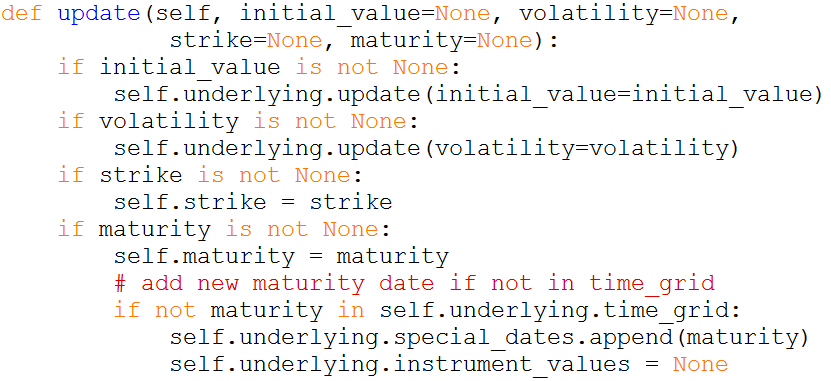 def update(self, initial_value=None, volatility=None,
            strike=None, maturity=None):
    if initial_value is not None:
        self.underlying.update(initial_value=initial_value)
    if volatility is not None:
        self.underlying.update(volatility=volatility)
    if strike is not None:
        self.strike = strike
    if maturity is not None:
        self.maturity = maturity
        # add new maturity date if not in time_grid
        if not maturity in self.underlying.time_grid:
            self.underlying.special_dates.append(maturity)
            self.underlying.instrument_values = None